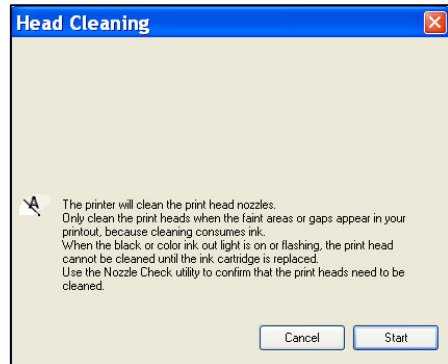 Head Cleaning
The printer will clean the print head nozzles.
Only clean the print heads when the faint areas or gaps appear in your
printout, because cleaning consumes ink.
When the black or color ink out light is on or flashing, the print head
cannot be cleaned until the ink cartridge is replaced.
Use the Nozzle Check utility to confirm that the print heads need to be
cleaned.
Cancel Start